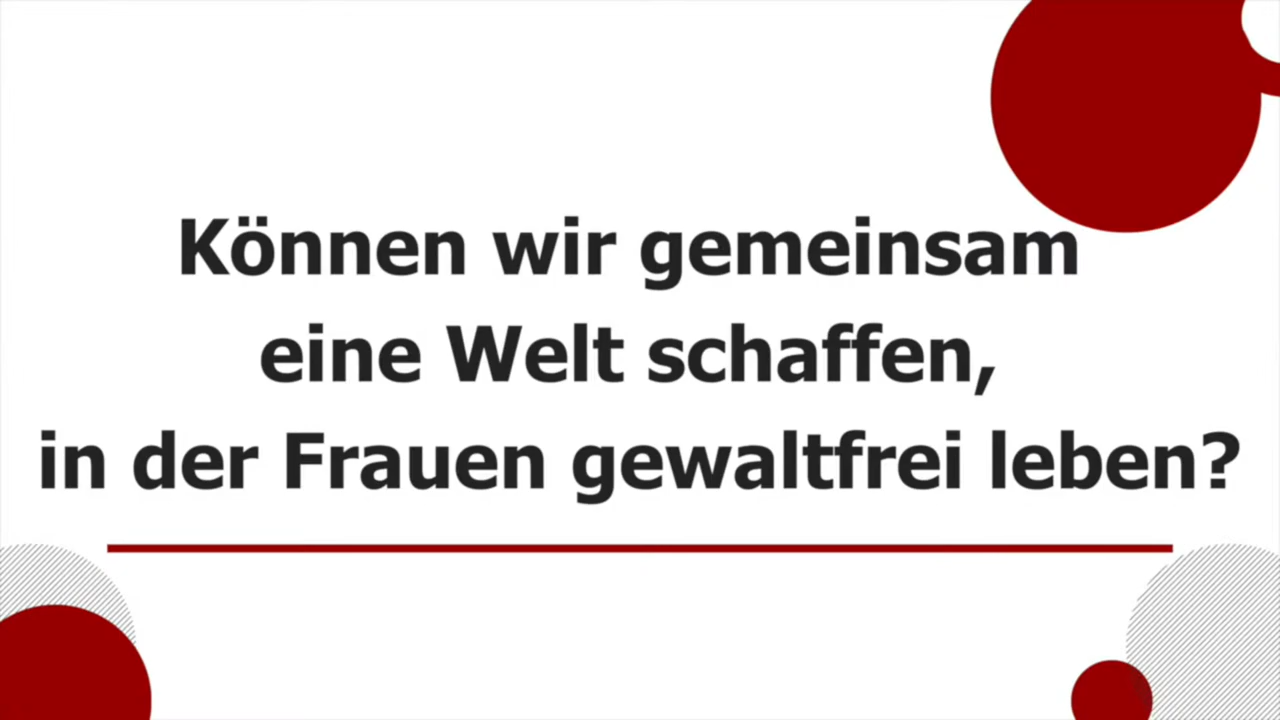 Können wir gemeinsam
eine Welt schaffen,
in der Frauen gewaltfrei leben?